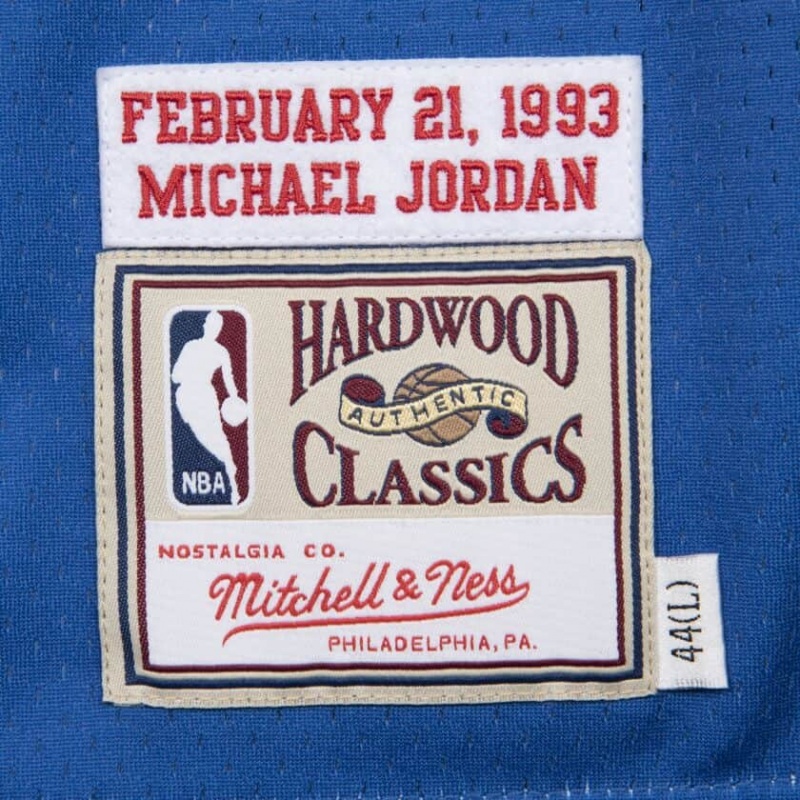 FEBRUARY 21, 1993
MICHAEL JORDAN
HARDWOOD
AUTHENTIC
CLASSICS
NBA
NOSTALGIA CO.
Mitchell & Ness
PHILADELPHIA, PA.
44(L)